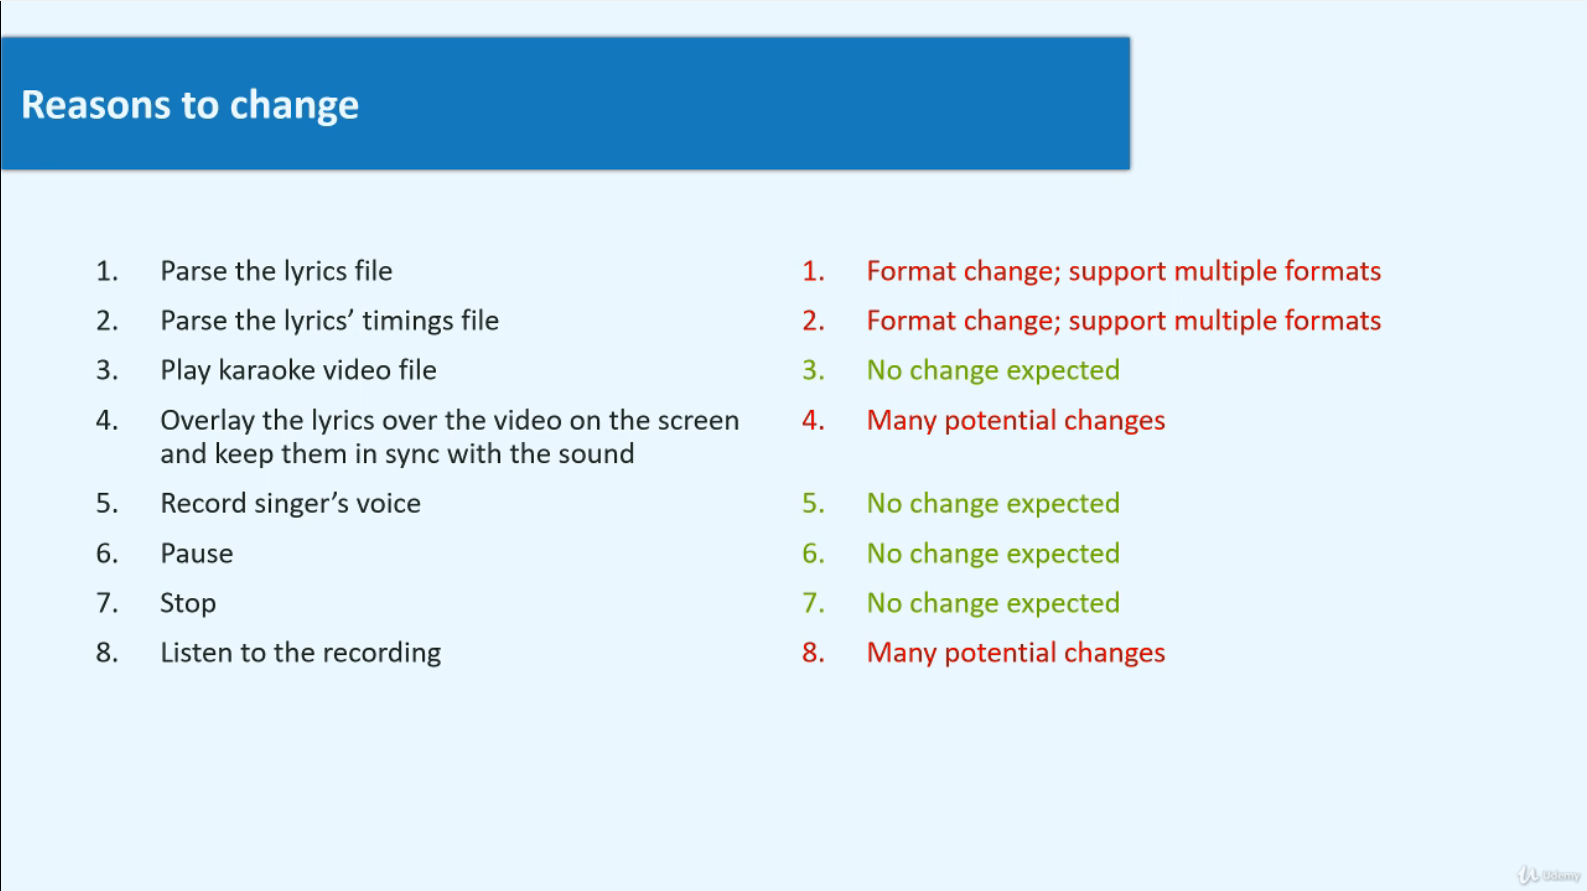 Reasons to change
1. Parse the lyrics file
2. Parse the lyrics’ timings file
3. Play karaoke video file
4. Overlay the lyrics over the video on the screen
and keep them in sync with the sound
5. Record singer’s voice
6. Pause
7. Stop
8. Listen to the recording
1. Format change; support multiple formats
2. Format change; support multiple formats
3. No change expected
4. Many potential changes
5. No change expected
6. No change expected
7. No change expected
8. Many potential changes
Udemy